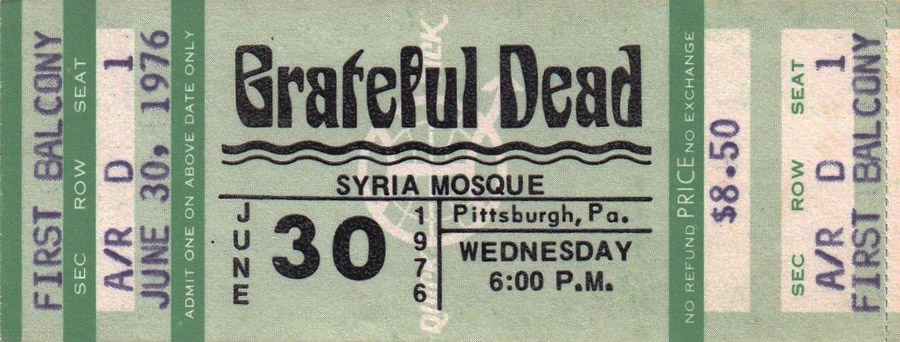 FIRST BALCONY
SEC ROW SEAT
A/R D 1
JUNE 30, 1976
ADMIT ONE ON ABOVE DATE ONLY
Grateful Dead
SYRIA MOSQUE
JUNE
30
1976
Pittsburgh, Pa.
WEDNESDAY
6:00 P.M.
NO REFUND PRICE NO EXCHANGE
$8.50
SEC ROW SEAT
A/R D 1
FIRST BALCONY